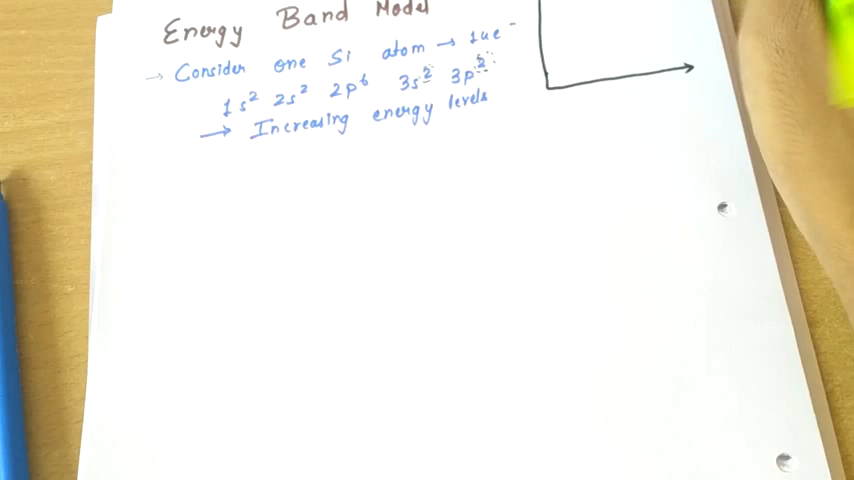 Energy Band Model
→ Consider one Si atom → 14e⁻
1s² 2s² 2p⁶ 3s² 3p²
→ Increasing energy levels